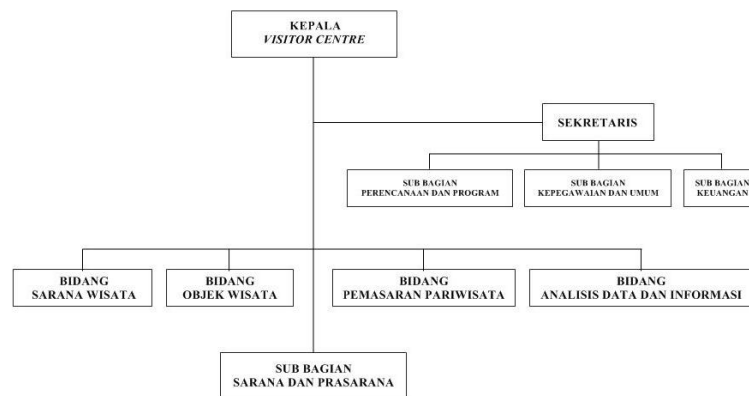 KEPALA
VISITOR CENTRE
SEKRETARIS
SUB BAGIAN
PERENCANAAN DAN PROGRAM
SUB BAGIAN
KEPEGAWAIAN DAN UMUM
SUB BAGIAN
KEUANGAN
BIDANG
SARANA WISATA
BIDANG
OBJEK WISATA
BIDANG
PEMASARAN PARIWISATA
BIDANG
ANALISIS DATA DAN INFORMASI
SUB BAGIAN
SARANA DAN PRASARANA